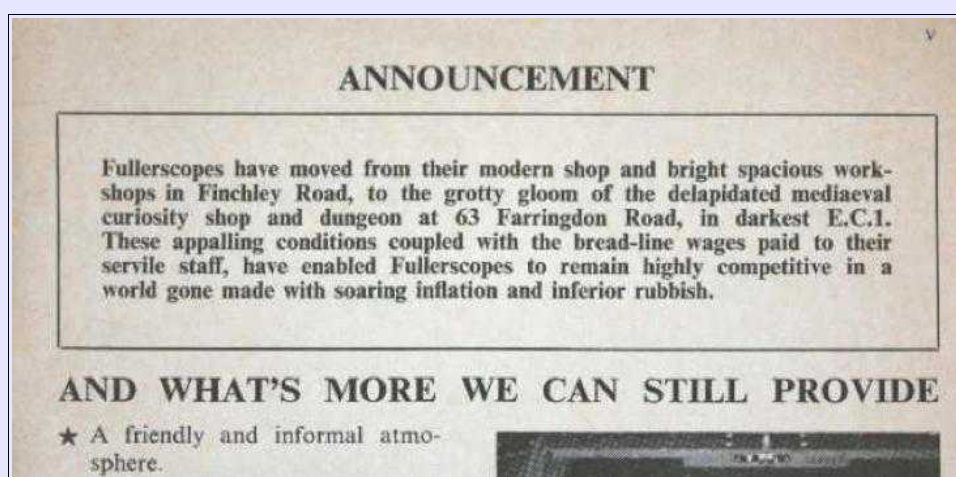 v
ANNOUNCEMENT
Fullerscopes have moved from their modern shop and bright spacious work-
shops in Finchley Road, to the grotty gloom of the delapidated mediaeval
curiosity shop and dungeon at 63 Farringdon Road, in darkest E.C.1.
These appalling conditions coupled with the bread-line wages paid to their
servile staff, have enabled Fullerscopes to remain highly competitive in a
world gone made with soaring inflation and inferior rubbish.
AND WHAT'S MORE WE CAN STILL PROVIDE
★ A friendly and informal atmo-
sphere.